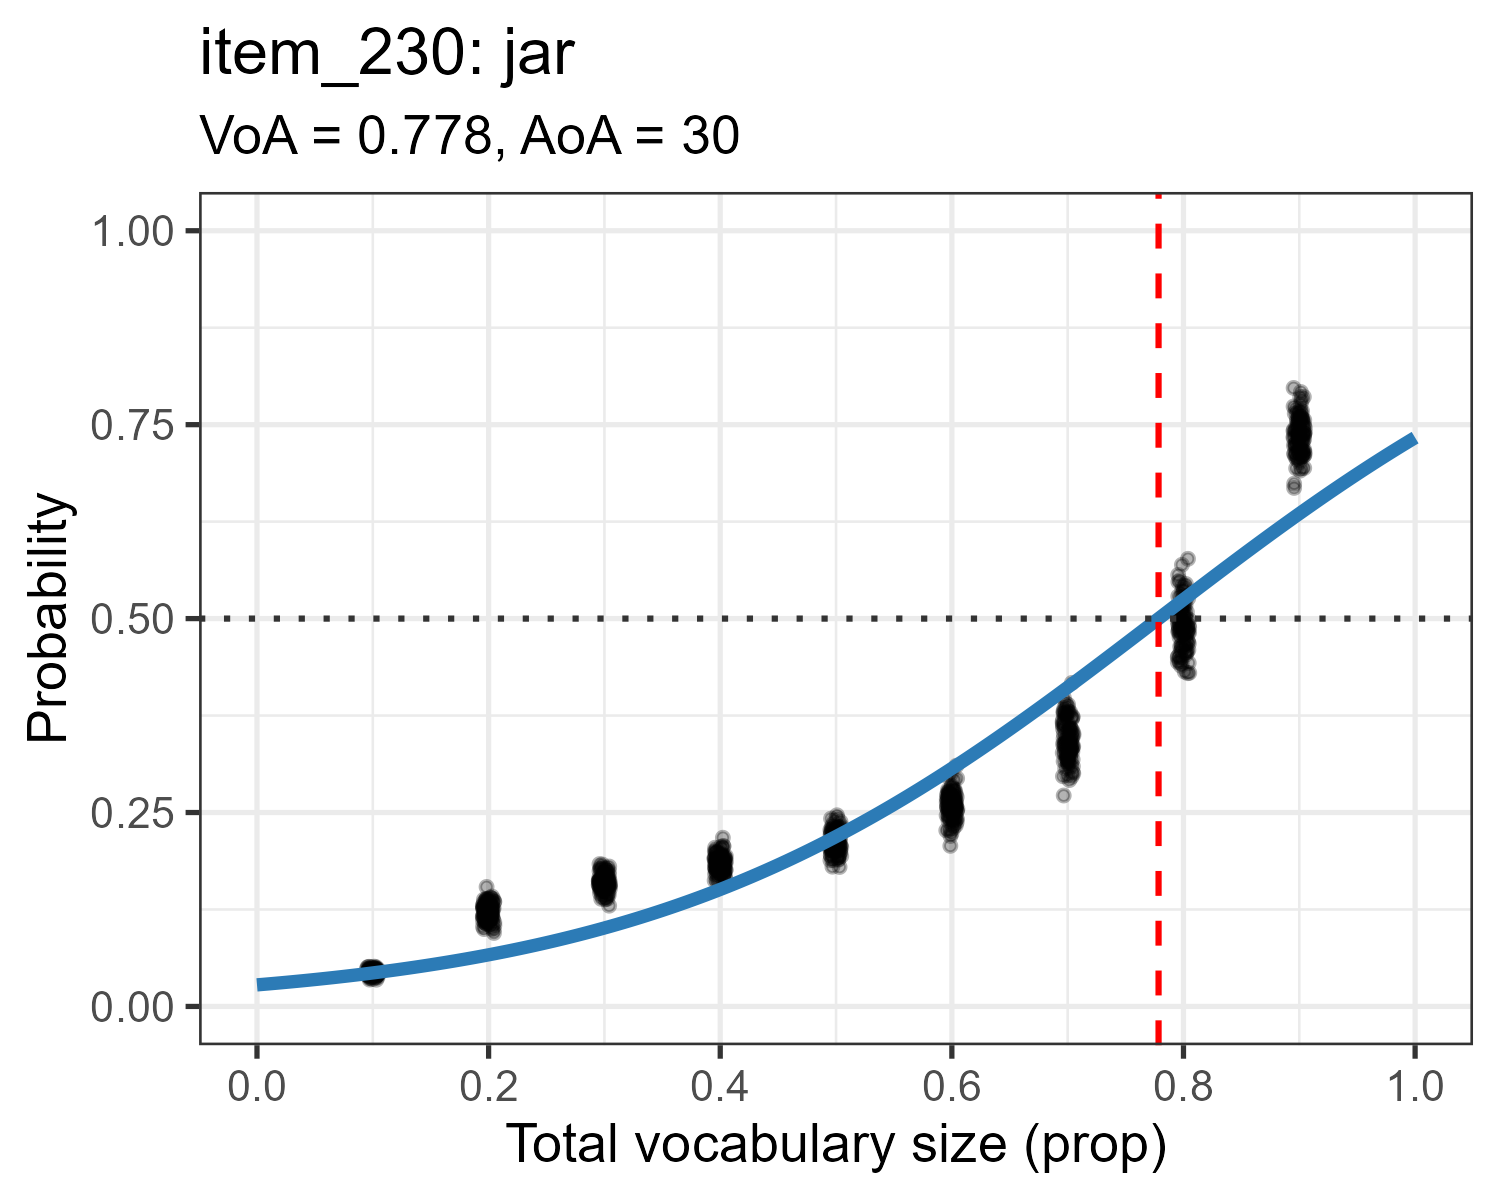 item_230: jar
VoA = 0.778, AoA = 30
1.00
0.75
0.50
0.25
0.00
Probability
0.0 0.2 0.4 0.6 0.8 1.0
Total vocabulary size (prop)